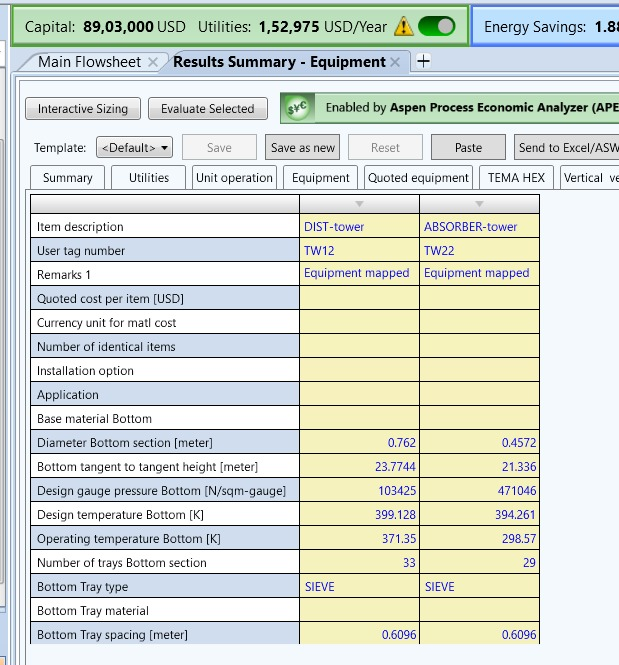 Capital: 89,03,000 USD Utilities: 1,52,975 USD/Year Energy Savings:
Main Flowsheet Results Summary - Equipment +
Interactive Sizing Evaluate Selected $¥€ Enabled by Aspen Process Economic Analyzer (APE
Template: <Default> Save Save as new Reset Paste Send to Excel/ASW
Summary Utilities Unit operation Equipment Quoted equipment TEMA HEX Vertical ve
Item description DIST-tower ABSORBER-tower
User tag number TW12 TW22
Remarks 1 Equipment mapped Equipment mapped
Quoted cost per item [USD]
Currency unit for matl cost
Number of identical items
Installation option
Application
Base material Bottom
Diameter Bottom section [meter] 0.762 0.4572
Bottom tangent to tangent height [meter] 23.7744 21.336
Design gauge pressure Bottom [N/sqm-gauge] 103425 471046
Design temperature Bottom [K] 399.128 394.261
Operating temperature Bottom [K] 371.35 298.57
Number of trays Bottom section 33 29
Bottom Tray type SIEVE SIEVE
Bottom Tray material
Bottom Tray spacing [meter] 0.6096 0.6096